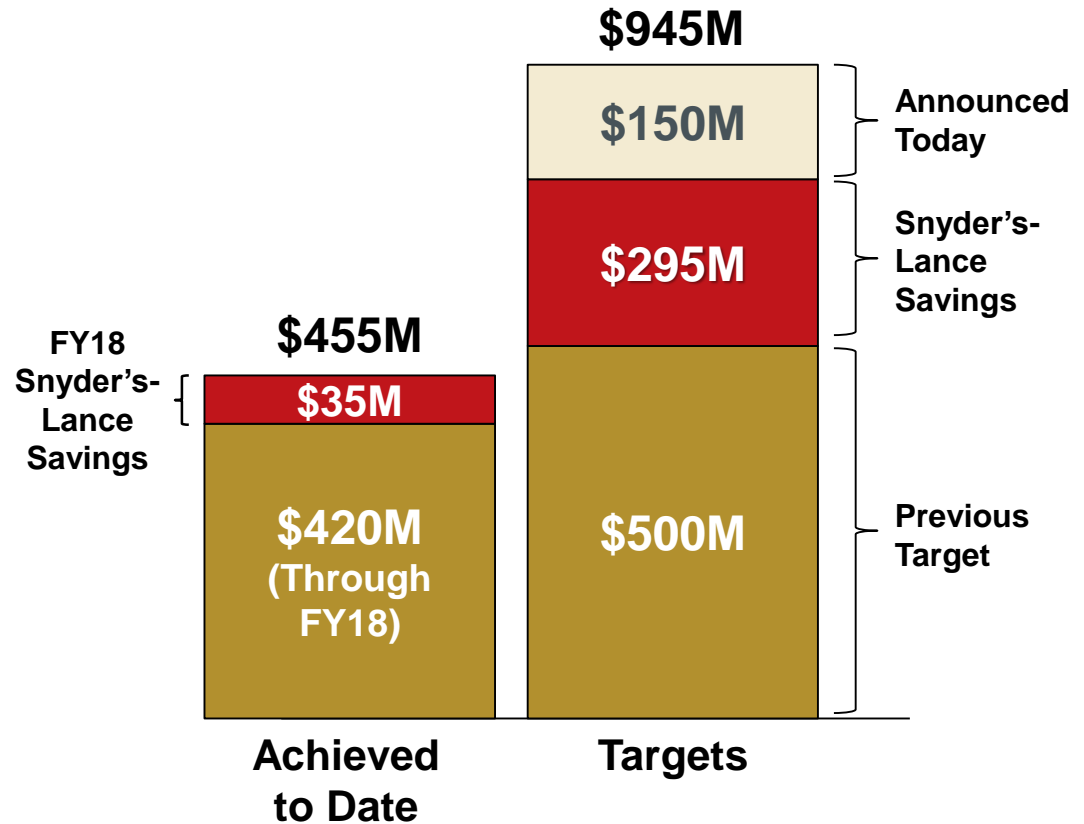 $945M
$150M
Announced
Today
$295M
Snyder's-
Lance
Savings
$455M
FY18
Snyder's-
Lance
Savings
$35M
$420M
(Through
FY18)
$500M
Previous
Target
Achieved
to Date
Targets